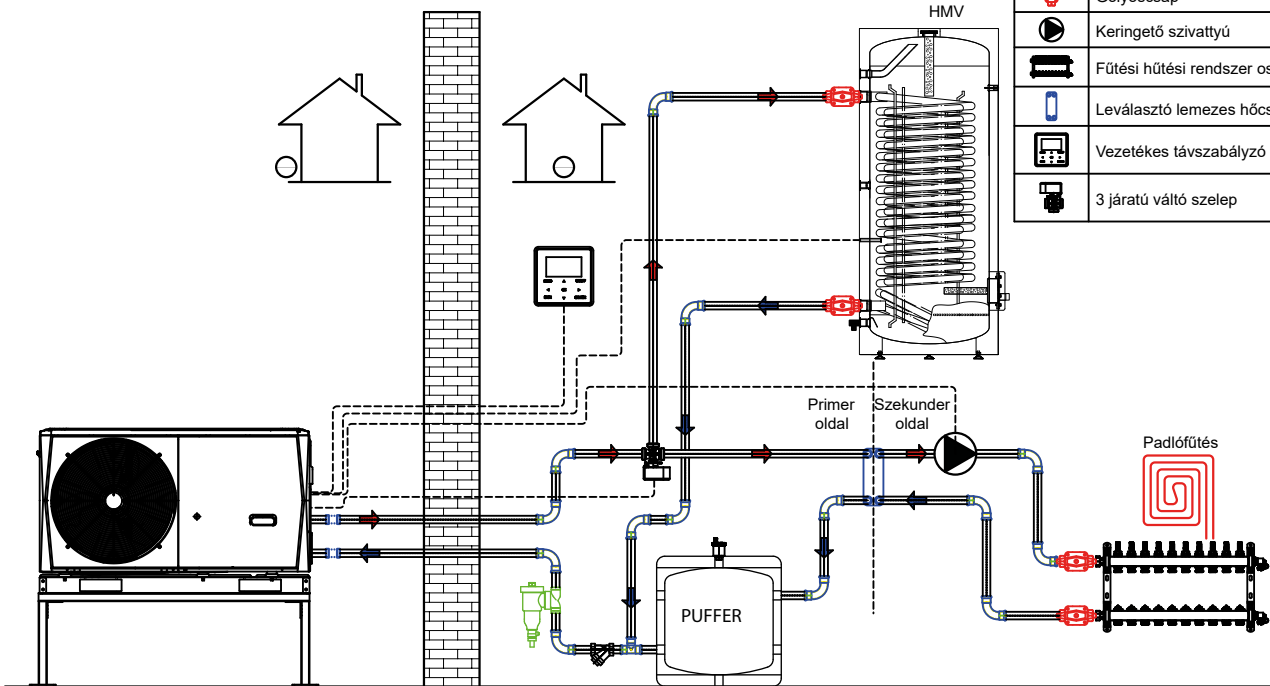 HMV
Golyóscsap
Keringető szivattyú
Fűtési hűtési rendszer os
Leválasztó lemezes hőcs
Vezetékes távszabályzó
3 járatú váltó szelep
Primer
oldal
Szekunder
oldal
Padlófűtés
PUFFER